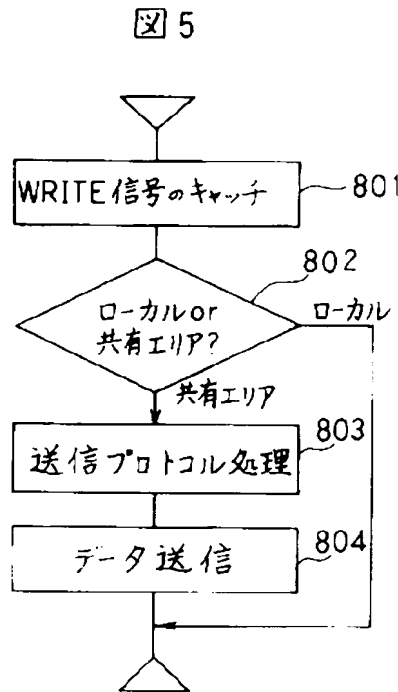 図5
WRITE信号のキャッチ
801
802
ローカルor
共有エリア?
ローカル
共有エリア
803
送信プロトコル処理
804
データ送信